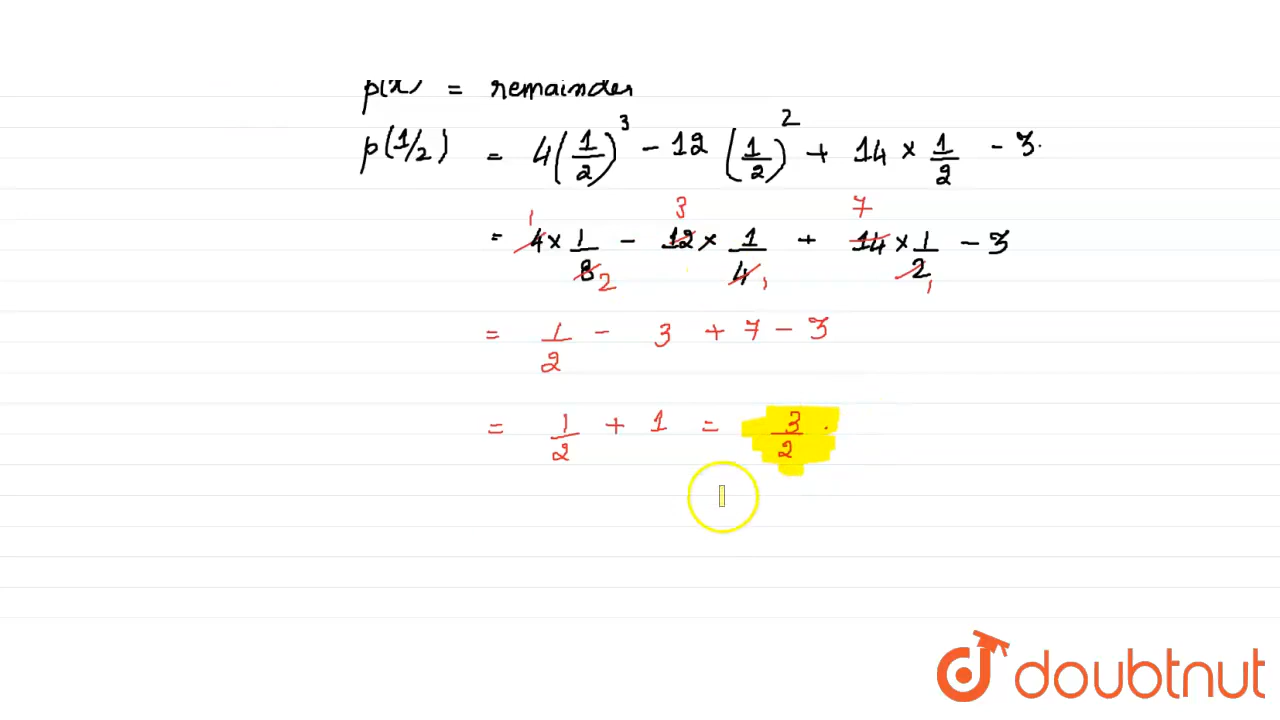 p(x) = remainder
p(1/2) = 4(1/2)³ - 12 (1/2)² + 14 × 1/2 - 3.
1 3 7
= 4 × 1/8 - 12 × 1/4 + 14 × 1/2 - 3
2 1 1
= 1/2 - 3 + 7 - 3
= 1/2 + 1 = 3/2.
doubtnut